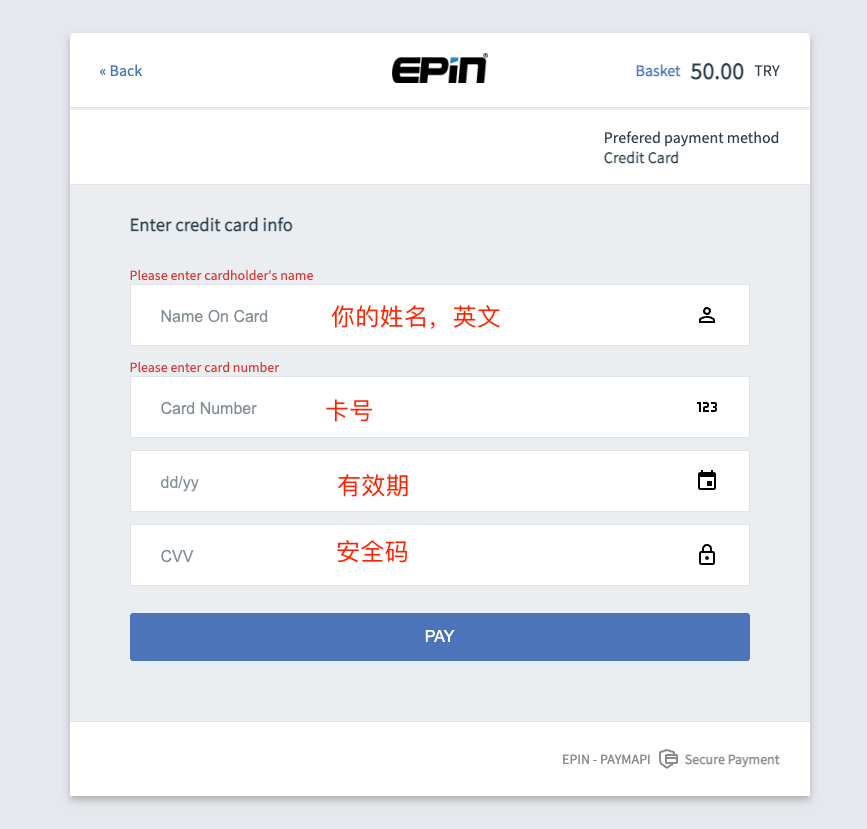 « Back
EPIN®
Basket 50.00 TRY
Prefered payment method
Credit Card
Enter credit card info
Please enter cardholder's name
Name On Card 你的姓名，英文
Please enter card number
Card Number 卡号 123
dd/yy 有效期
CVV 安全码
PAY
EPIN - PAYMAPI Secure Payment